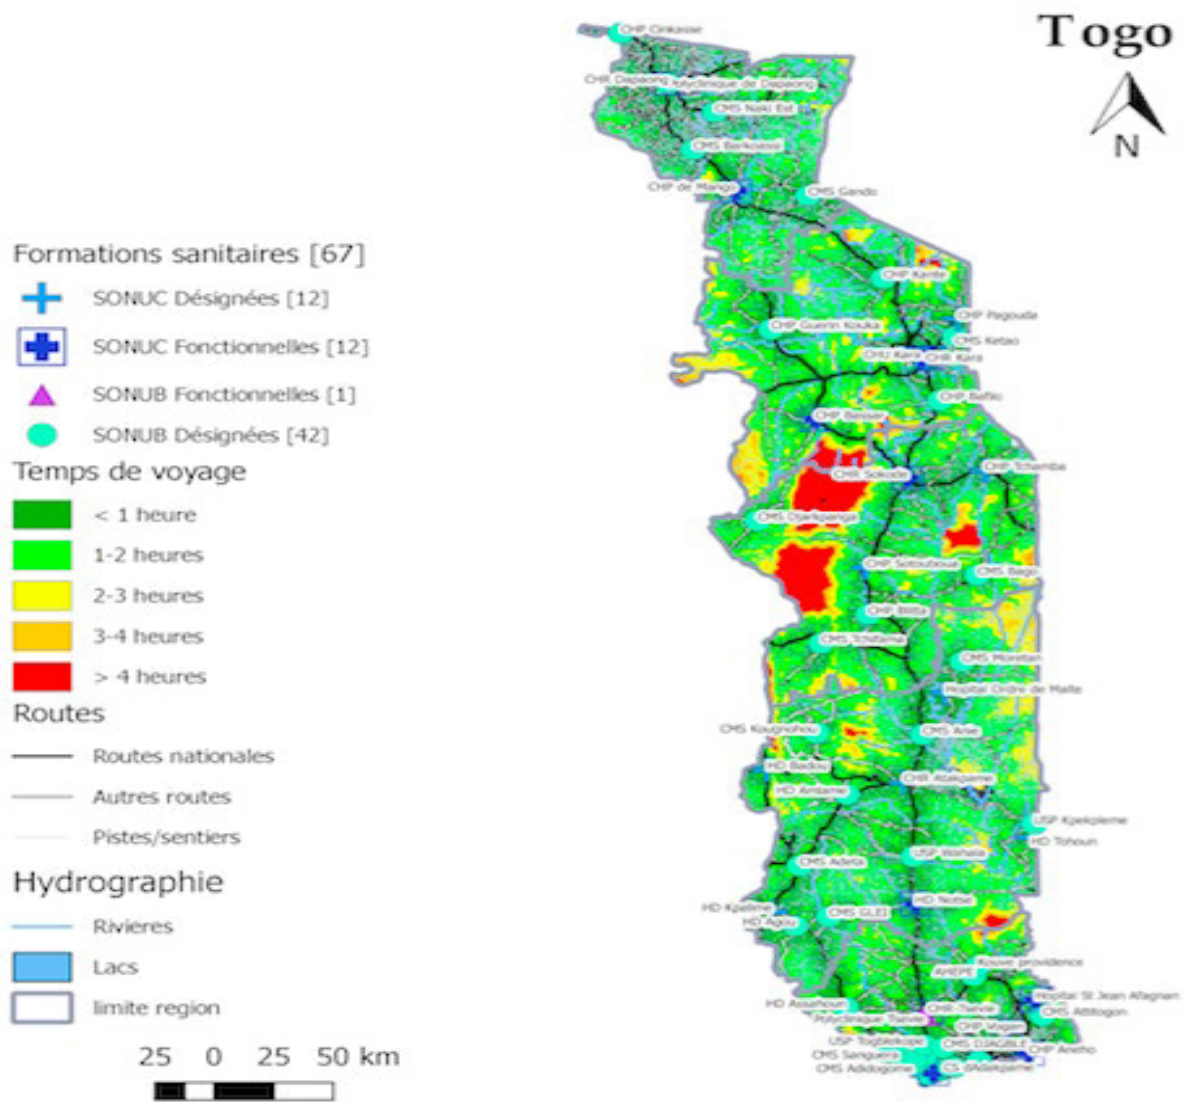 Togo
N
Formations sanitaires [67]
SONUC Désignées [12]
SONUC Fonctionnelles [12]
SONUB Fonctionnelles [1]
SONUB Désignées [42]
Temps de voyage
< 1 heure
1-2 heures
2-3 heures
3-4 heures
> 4 heures
Routes
Routes nationales
Autres routes
Pistes/sentiers
Hydrographie
Rivieres
Lacs
limite region
25 0 25 50 km
CHP Cinkasse
CHR Dapaong
Polyclinique de Dapaong
CMS Naki Est
CMS Barkoassi
CHP de Mango
CMS Gando
CHP Kante
CHP Pagouda
CHP Guerin Kouka
CMS Ketao
CHU Kara
CHR Kara
CHP Bafilo
CHP Bassar
CHP Tchamba
CHR Sokode
CMS Djarkpanga
CHP Sotouboua
CMS Bago
CHP Blitta
CMS Tchifama
CMS Moretan
Hopital Ordre de Malte
CMS Kougnohou
CMS Anie
HD Badou
CHR Atakpame
HD Amlame
USP Kpekpleme
HD Tohoun
USP Wahala
CMS Adeta
HD Notse
HD Kpalime
CMS GLEI
HD Agou
Kouve providence
AHEPE
Hopital St Jean Afagnan
HD Assahoun
CHR Tsevie
CMS Attitogon
Polyclinique Tsevie
CHP Vogan
USP Togblekope
CMS DJAGBLE
CHP Aneho
CMS Sanguera
CMS Adidogome
CS d'Adakpame